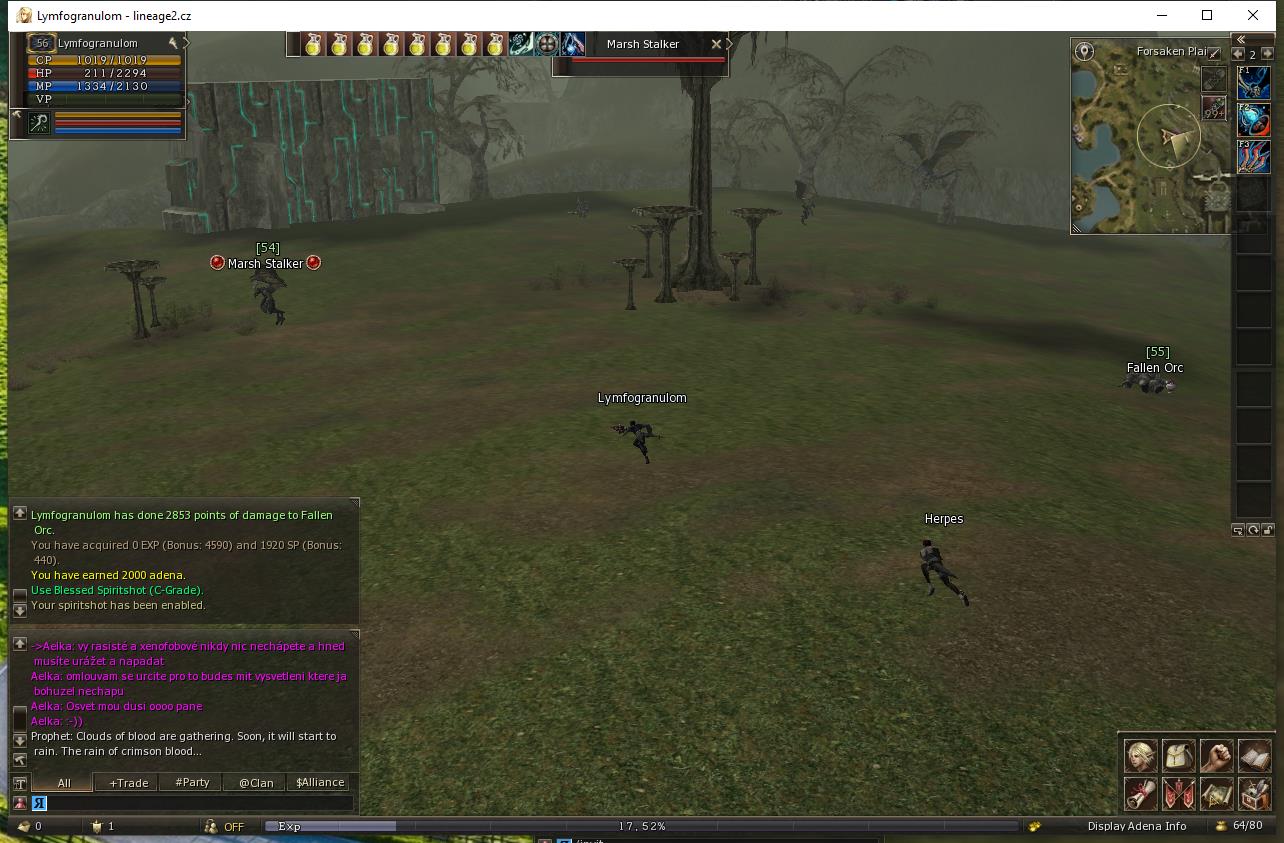 Lymfogranulom - lineage2.cz
56 Lymfogranulom
CP 1019/1019
HP 211/2294
MP 1334/2130
VP
Marsh Stalker
Forsaken Plai
2
F1
F2
F3
99+
[54]
Marsh Stalker
[55]
Fallen Orc
Lymfogranulom
Herpes
Lymfogranulom has done 2853 points of damage to Fallen
Orc.
You have acquired 0 EXP (Bonus: 4590) and 1920 SP (Bonus:
440).
You have earned 2000 adena.
Use Blessed Spiritshot (C-Grade).
Your spiritshot has been enabled.
->Aelka: vy rasisté a xenofobové nikdy nic nechápete a hned
musíte urážet a napadat
Aelka: omlouvam se urcite pro to budes mit vysvetleni ktere ja
bohuzel nechapu
Aelka: Osvet mou dusi oooo pane
Aelka: :-))
Prophet: Clouds of blood are gathering. Soon, it will start to
rain. The rain of crimson blood...
All +Trade #Party @Clan $Alliance
Я
0 1 OFF Exp 17,52% Display Adena Info 64/80